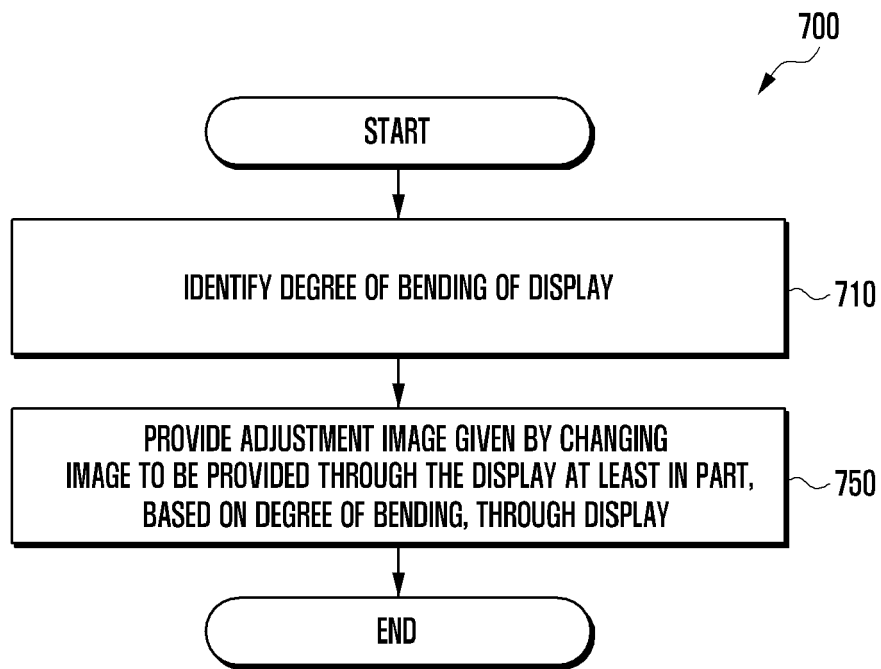 700
START
IDENTIFY DEGREE OF BENDING OF DISPLAY
710
PROVIDE ADJUSTMENT IMAGE GIVEN BY CHANGING
IMAGE TO BE PROVIDED THROUGH THE DISPLAY AT LEAST IN PART,
BASED ON DEGREE OF BENDING, THROUGH DISPLAY
750
END